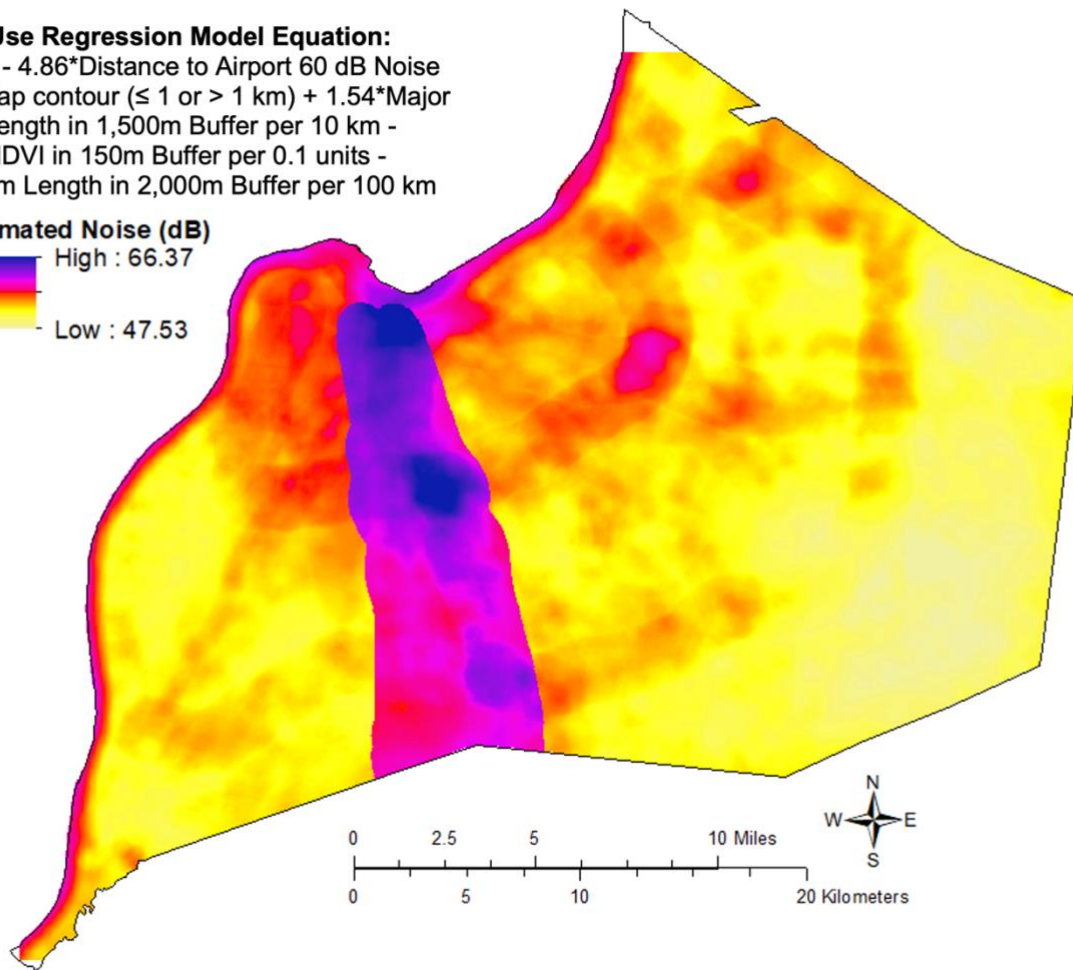 Use Regression Model Equation:
- 4.86*Distance to Airport 60 dB Noise
ap contour (≤ 1 or > 1 km) + 1.54*Major
ength in 1,500m Buffer per 10 km -
NDVI in 150m Buffer per 0.1 units -
m Length in 2,000m Buffer per 100 km
mated Noise (dB)
High : 66.37
Low : 47.53
N
W E
S
0 2.5 5 10 Miles
0 5 10 20 Kilometers